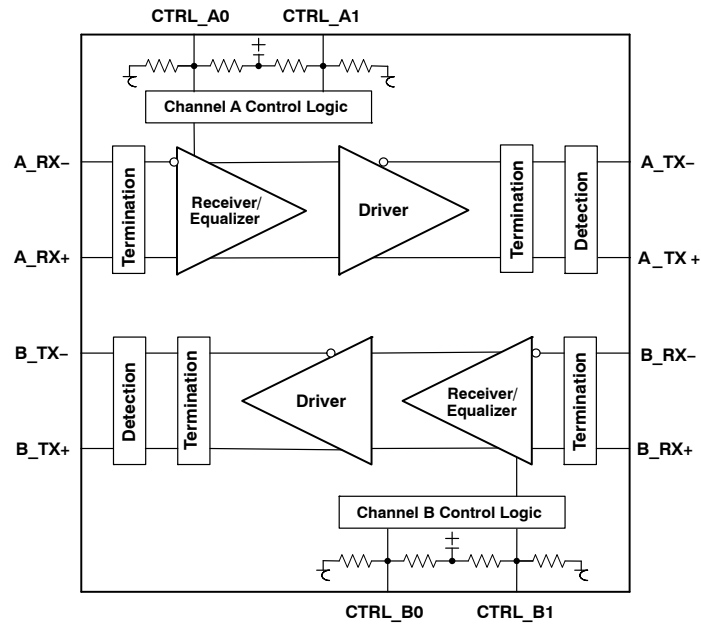 CTRL_A0 CTRL_A1
Channel A Control Logic
A_RX−
A_TX−
Termination
Receiver/
Equalizer
Driver
Termination
Detection
A_RX+
A_TX +
B_TX−
B_RX−
Detection
Termination
Driver
Receiver/
Equalizer
Termination
B_TX+
B_RX+
Channel B Control Logic
CTRL_B0 CTRL_B1